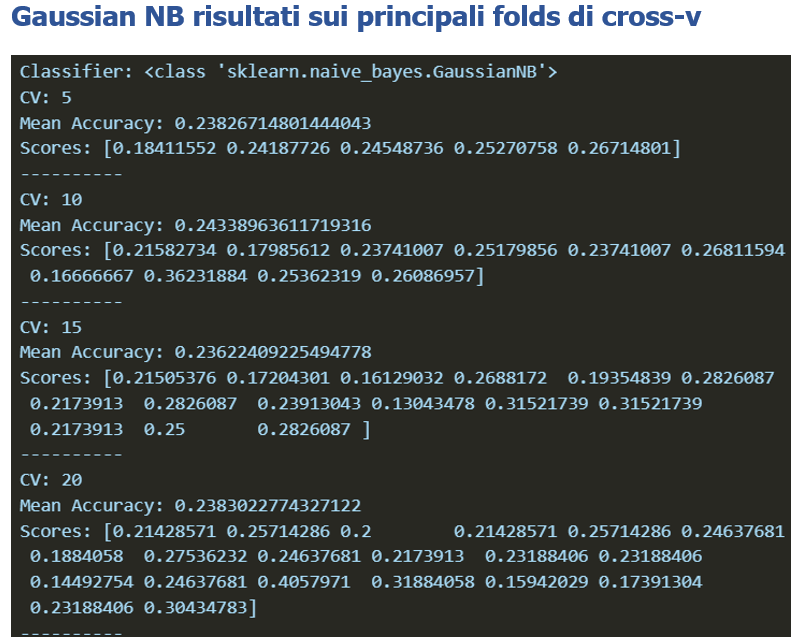 Gaussian NB risultati sui principali folds di cross-v
Classifier: <class 'sklearn.naive_bayes.GaussianNB'>
CV: 5
Mean Accuracy: 0.23826714801444043
Scores: [0.18411552 0.24187726 0.24548736 0.25270758 0.26714801]
----------
CV: 10
Mean Accuracy: 0.24338963611719316
Scores: [0.21582734 0.17985612 0.23741007 0.25179856 0.23741007 0.26811594
 0.16666667 0.36231884 0.25362319 0.26086957]
----------
CV: 15
Mean Accuracy: 0.23622409225494778
Scores: [0.21505376 0.17204301 0.16129032 0.2688172  0.19354839 0.2826087
 0.2173913  0.2826087  0.23913043 0.13043478 0.31521739 0.31521739
 0.2173913  0.25       0.2826087 ]
----------
CV: 20
Mean Accuracy: 0.2383022774327122
Scores: [0.21428571 0.25714286 0.2        0.21428571 0.25714286 0.24637681
 0.1884058  0.27536232 0.24637681 0.2173913  0.23188406 0.23188406
 0.14492754 0.24637681 0.4057971  0.31884058 0.15942029 0.17391304
 0.23188406 0.30434783]
----------